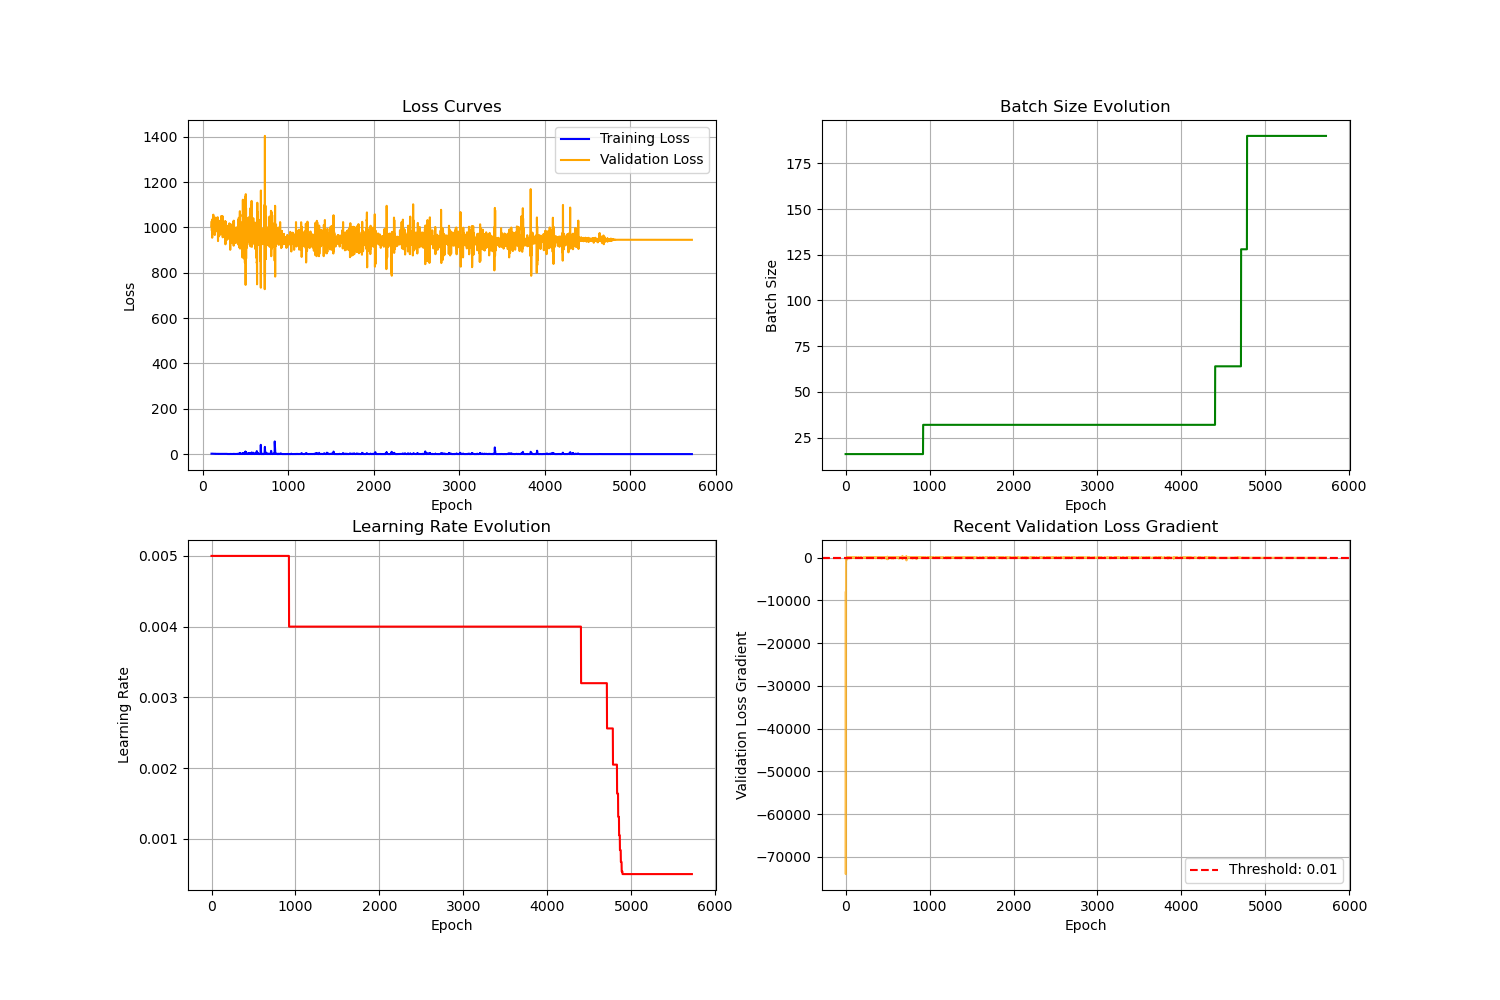 Loss Curves
Training Loss
Validation Loss
1400
1200
1000
800
600
400
200
0
Loss
0 1000 2000 3000 4000 5000 6000
Epoch
Batch Size Evolution
175
150
125
100
75
50
25
Batch Size
0 1000 2000 3000 4000 5000 6000
Epoch
Learning Rate Evolution
0.005
0.004
0.003
0.002
0.001
Learning Rate
0 1000 2000 3000 4000 5000 6000
Epoch
Recent Validation Loss Gradient
0
−10000
−20000
−30000
−40000
−50000
−60000
−70000
Validation Loss Gradient
Threshold: 0.01
0 1000 2000 3000 4000 5000 6000
Epoch